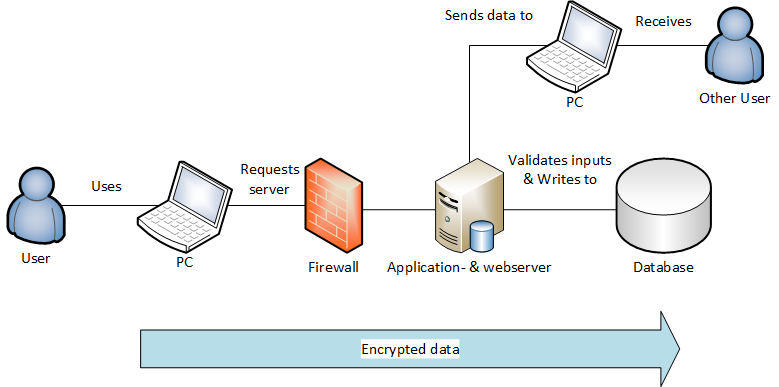 Sends data to
Receives
PC
Other User
Uses
Requests
server
Validates inputs
& Writes to
User
PC
Firewall
Application- & webserver
Database
Encrypted data